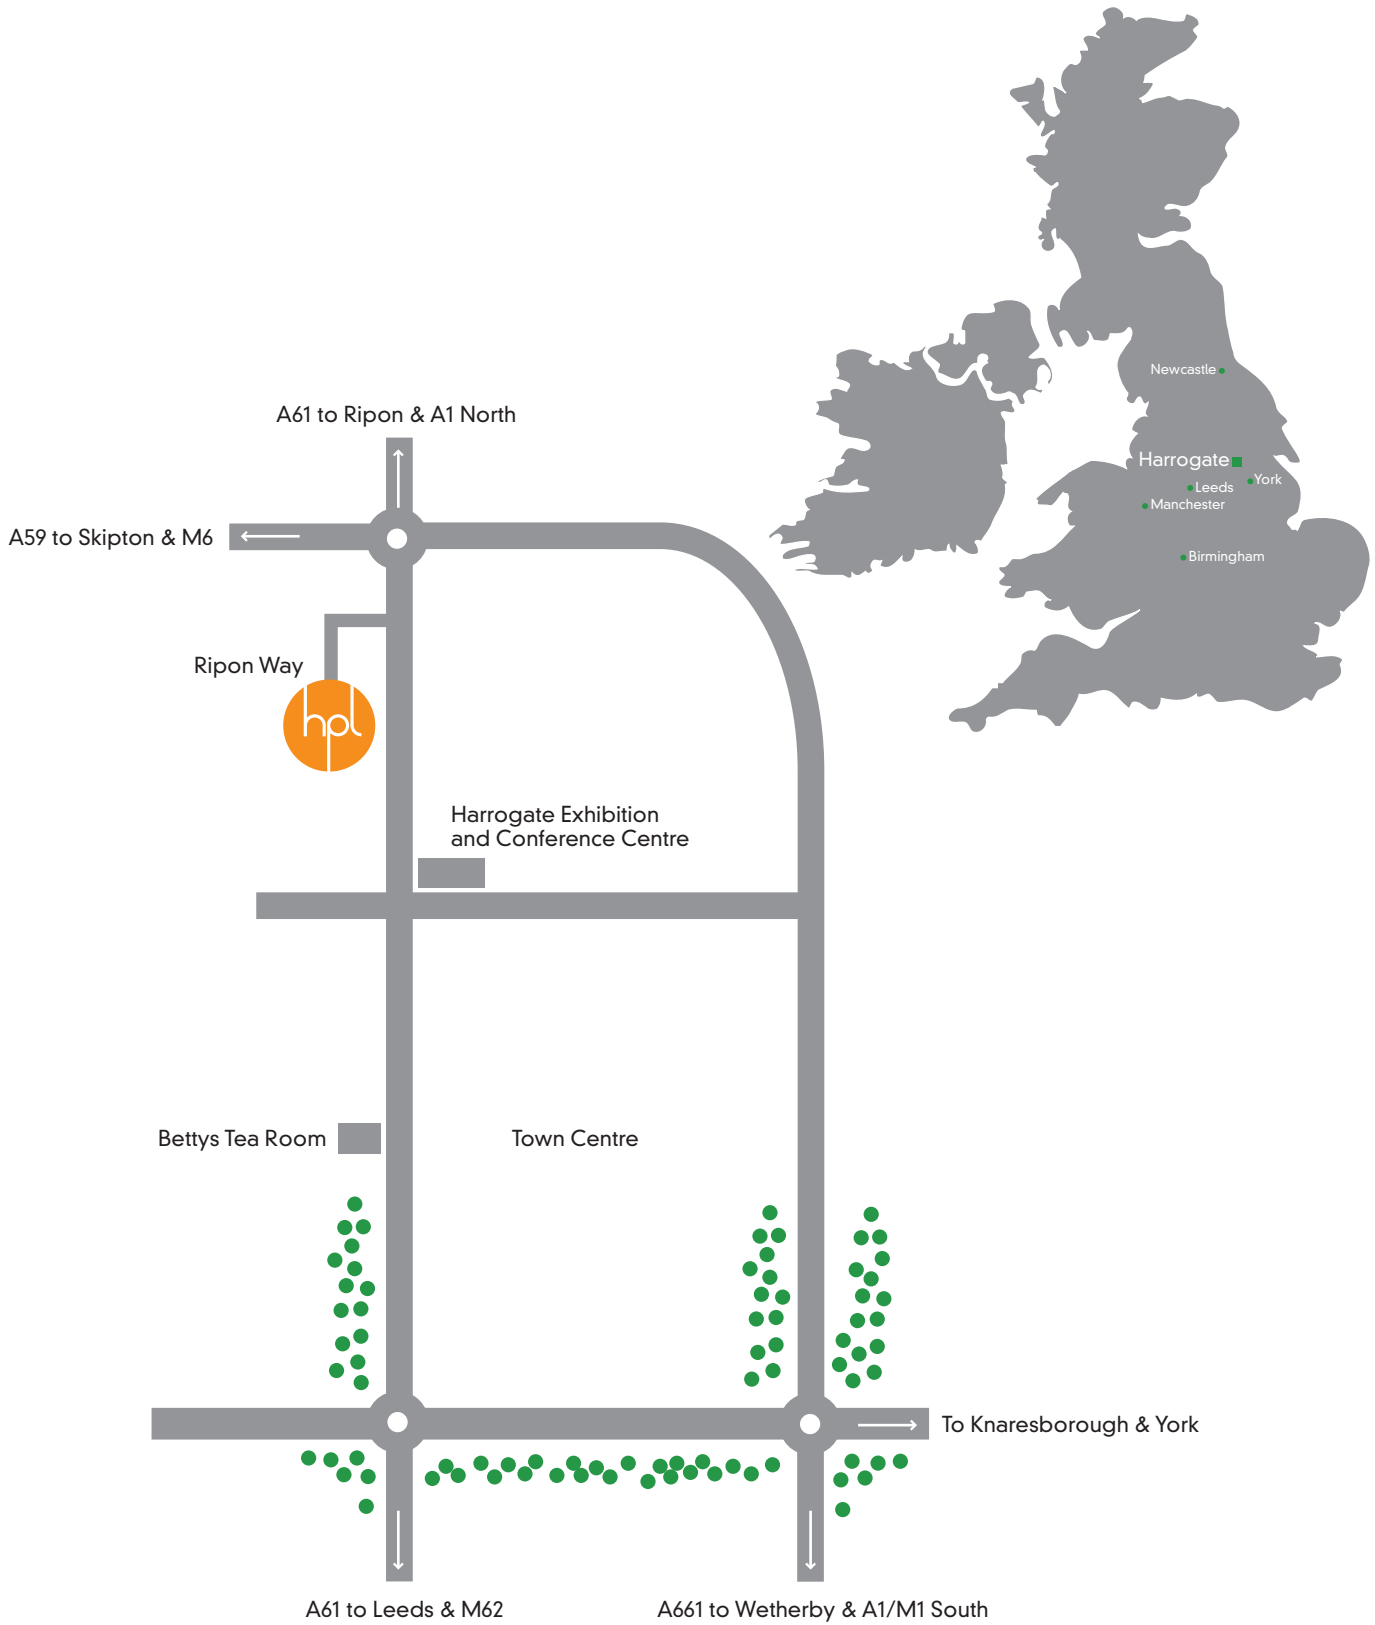 Newcastle
Harrogate
York
Leeds
Manchester
Birmingham
A61 to Ripon & A1 North
A59 to Skipton & M6
Ripon Way
hpl
Harrogate Exhibition
and Conference Centre
Bettys Tea Room
Town Centre
To Knaresborough & York
A61 to Leeds & M62
A661 to Wetherby & A1/M1 South